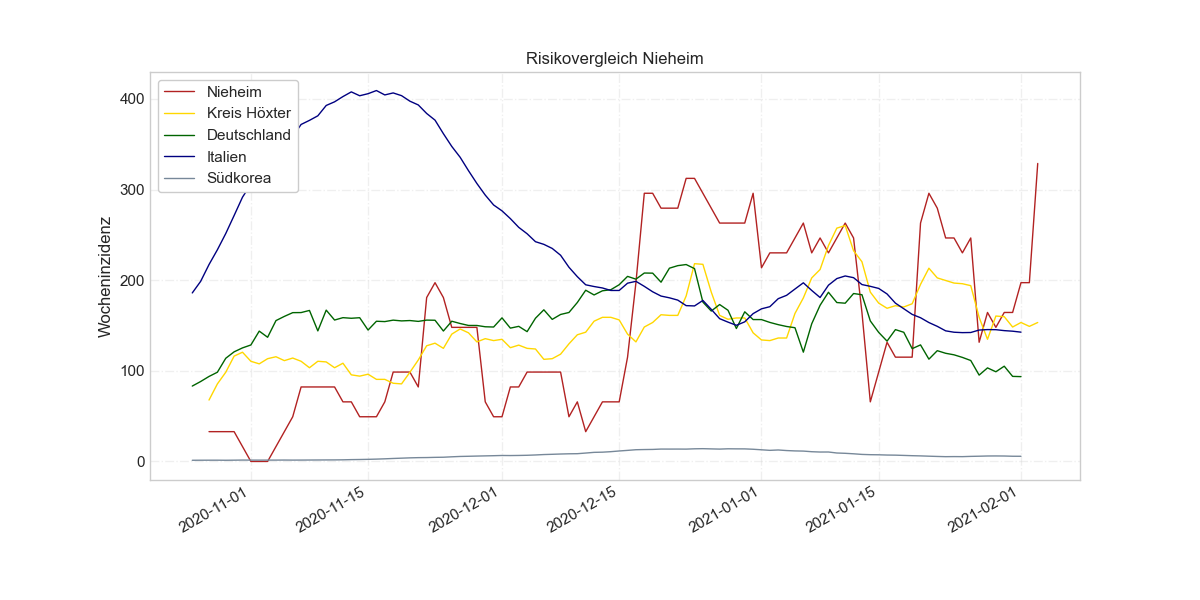 Risikovergleich Nieheim
Nieheim
Kreis Höxter
Deutschland
Italien
Südkorea
Wocheninzidenz
400
300
200
100
0
2020-11-01
2020-11-15
2020-12-01
2020-12-15
2021-01-01
2021-01-15
2021-02-01